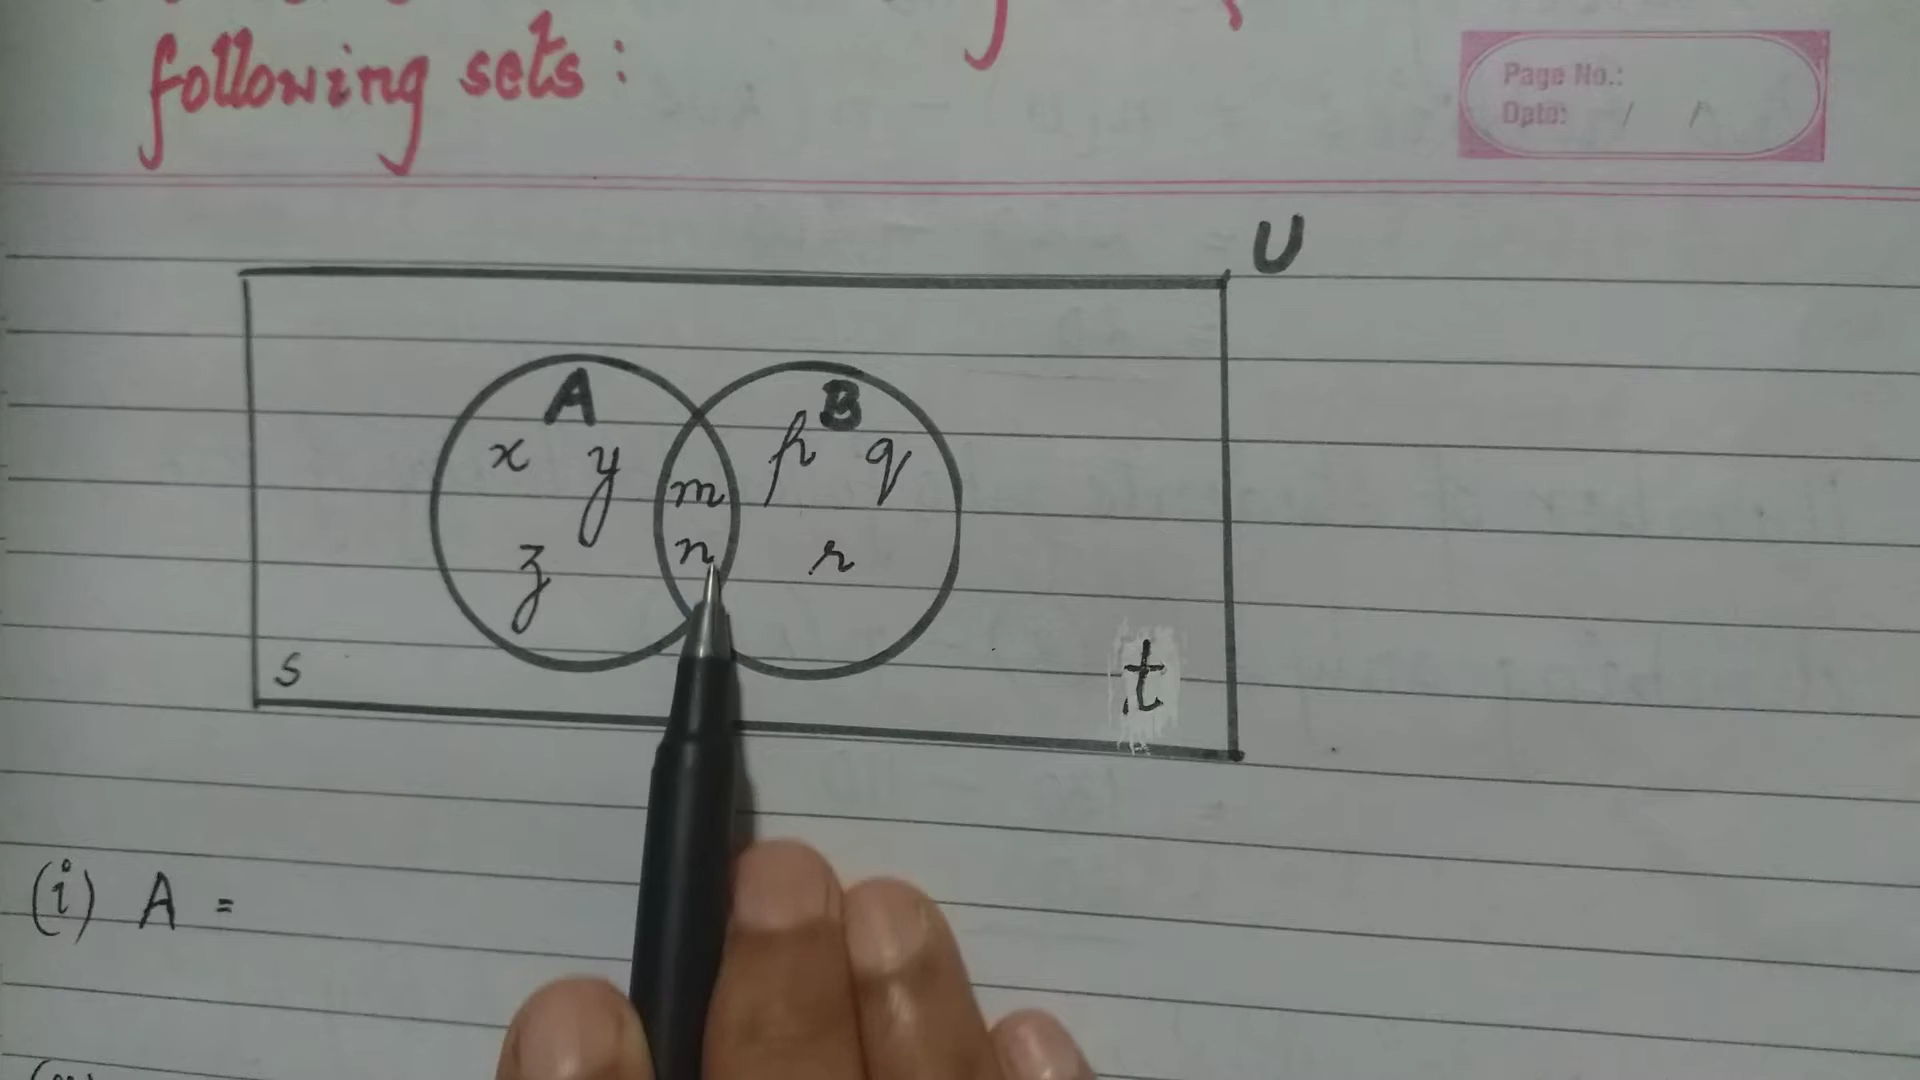 following sets :
Page No.:
Date: / /
U
A B
x y m p q
z n r
s t
(i) A =